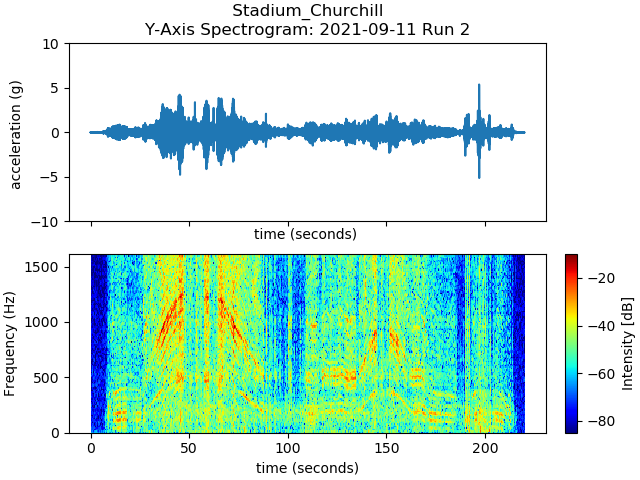 Stadium_Churchill
Y-Axis Spectrogram: 2021-09-11 Run 2
10
5
0
−5
−10
acceleration (g)
time (seconds)
1500
1000
500
0
Frequency (Hz)
0
50
100
150
200
time (seconds)
−20
−40
−60
−80
Intensity [dB]